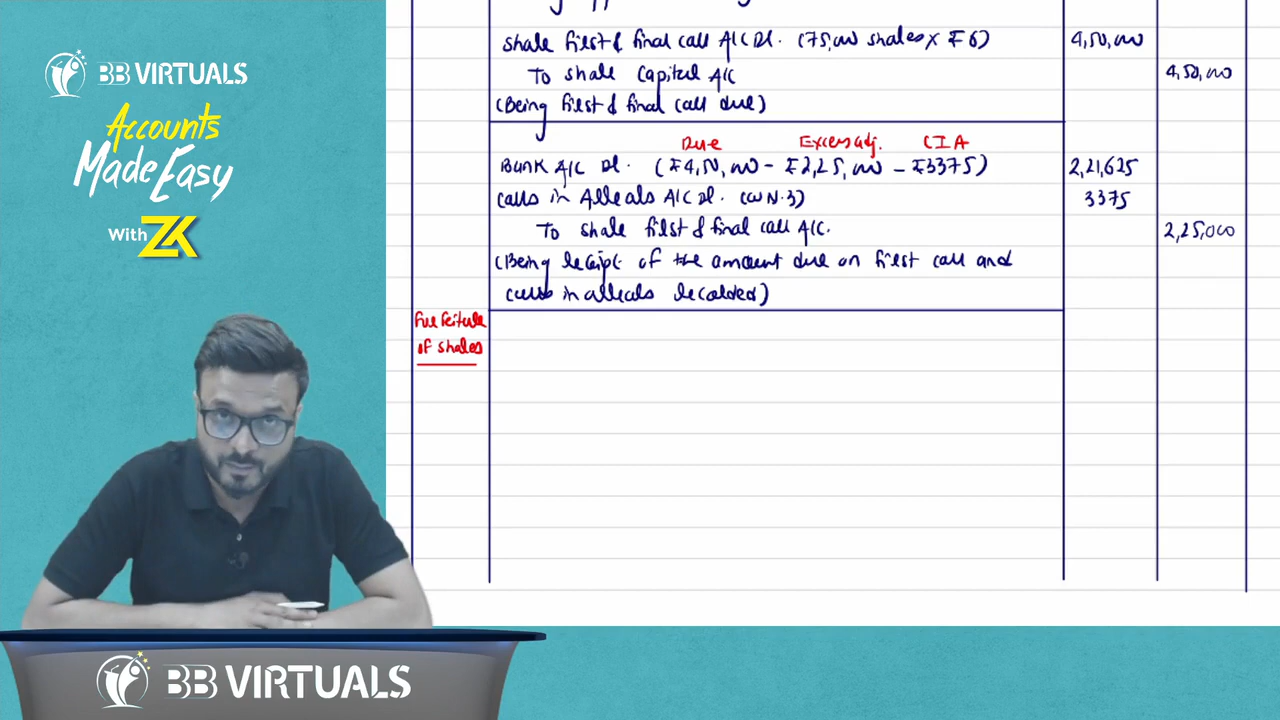 BB VIRTUALS
Accounts
Made Easy
With ZK
Share first & final call A/C Dr. (75,000 shares x ₹6) 4,50,000
To share capital A/C 4,50,000
(Being first & final call due)
Due Excess adj. CIA
Bank A/C Dr. (₹4,50,000 - ₹2,25,000 - ₹3375) 2,21,625
Calls in Arrears A/C Dr. (WN.3) 3375
To share first & final call A/C. 2,25,000
(Being receipt of the amount due on first call and
calls in arrears recorded)
Forfeiture
of shares
BB VIRTUALS